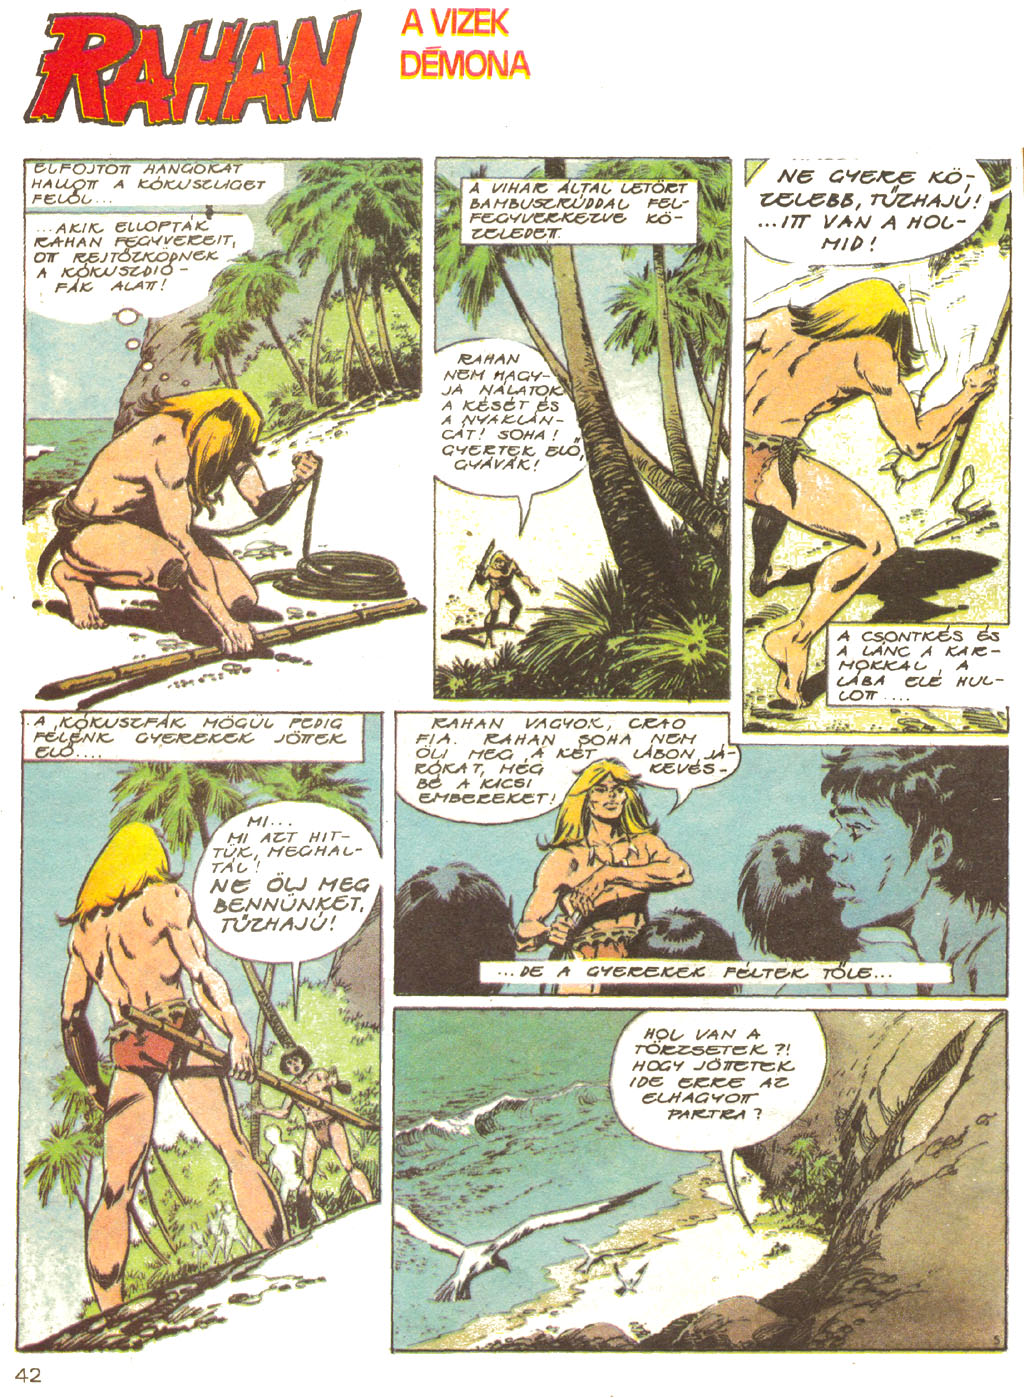 RAHAN
A VIZEK
DÉMONA
ELFOJTOTT HANGOKAT
HALLOTT A KÓKUSZLIGET
FELŐL...
...AKIK ELLOPTÁK
RAHAN FEGYVEREIT,
OTT REJTŐZKÖDNEK
A KÓKUSZDIÓ-
FÁK ALATT!
A VIHAR ÁLTAL LETÖRT
BAMBUSZRÚDDAL FEL-
FEGYVERKEZVE KÖ-
ZELEDETT.
RAHAN
NEM HAGY-
JA NÁLATOK
A KÉSÉT ÉS
A NYAKLÁN-
CÁT! SOHA!
GYERTEK ELŐ,
GYÁVÁK!
NE GYERE KÖ-
ZELEBB, TŰZHAJÚ!
...ITT VAN A HOL-
MID!
A CSONTKÉS ÉS
A LÁNC A KAR-
MOKKAL, A
LÁBA ELÉ HUL-
LOTT....
A KÓKUSZFÁK MÖGÜL PEDIG
FÉLÉNK GYEREKEK JÖTTEK
ELŐ....
MI...
MI AZT HIT-
TÜK, MEGHAL-
TÁL!
NE ÖLJ MEG
BENNÜNKET,
TŰZHAJÚ!
RAHAN VAGYOK, CRAO
FIA. RAHAN SOHA NEM
ÖLI MEG A KÉT LÁBON JÁ-
RÓKAT, MÉG KEVÉS-
BÉ A KICSI
EMBEREKET!
...DE A GYEREKEK FÉLTEK TŐLE...
HOL VAN A
TÖRZSETEK?!
HOGY JÖTTETEK
IDE ERRE AZ
ELHAGYOTT
PARTRA?
5
42